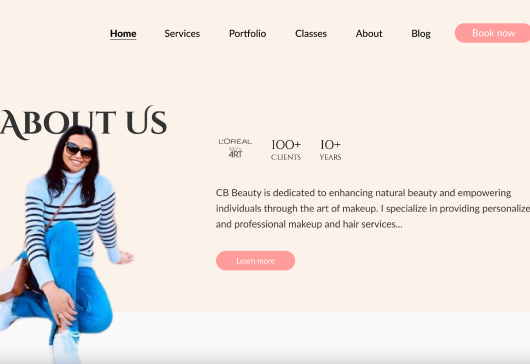 Home Services Portfolio Classes About Blog Book now
About Us
L'ORÉAL 100+ 10+
ART CLIENTS YEARS
CB Beauty is dedicated to enhancing natural beauty and empowering
individuals through the art of makeup. I specialize in providing personalize
and professional makeup and hair services...
Learn more